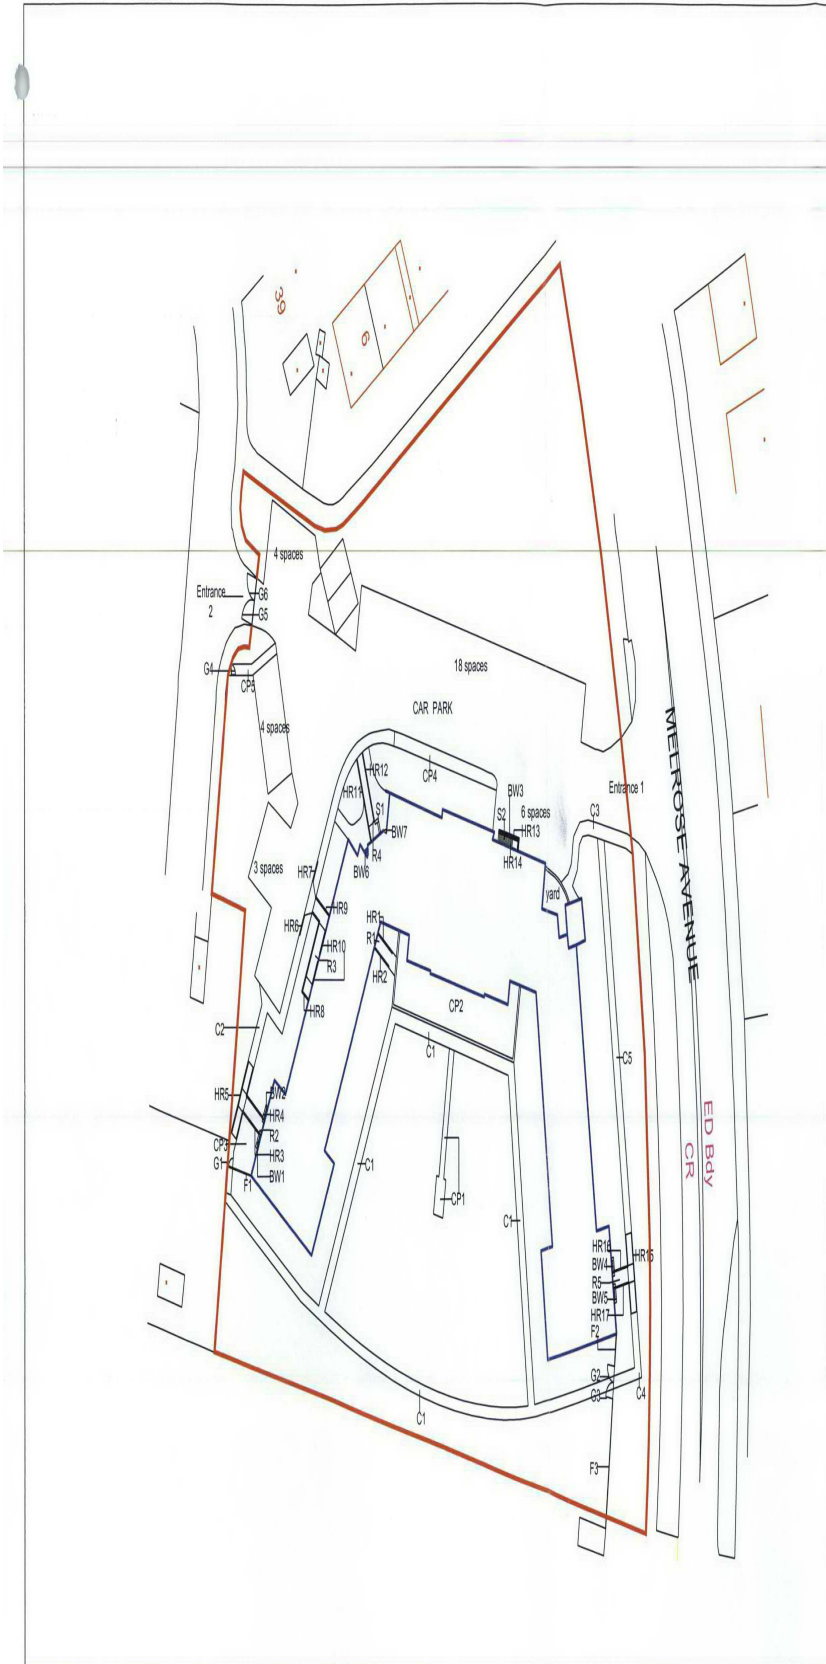 39
6
4 spaces
Entrance
2
G6
G5
G4
CP5
18 spaces
CAR PARK
4 spaces
MELROSE AVENUE
HR12
CP4
HR11
S1
BW3
Entrance 1
6 spaces
C3
S2
HR13
BW7
R4
HR14
3 spaces
HR7
BW6
yard
HR9
HR1
HR6
R1
HR10
R3
HR2
HR8
CP2
C2
C1
C5
HR5
BW2
HR4
ED Bdy
CR
R2
CP3
HR3
G1
C1
F1
BW1
CP1
C1
HR16
HR15
BW4
R5
BW5
HR17
F2
G2
G3
C4
C1
F3